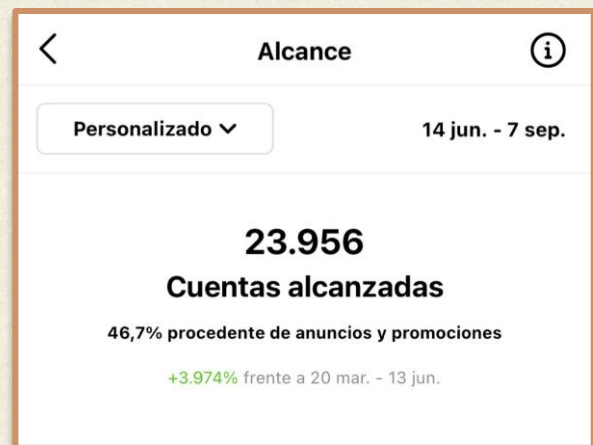 Alcance
Personalizado
14 jun. - 7 sep.
23.956
Cuentas alcanzadas
46,7% procedente de anuncios y promociones
+3.974% frente a 20 mar. - 13 jun.